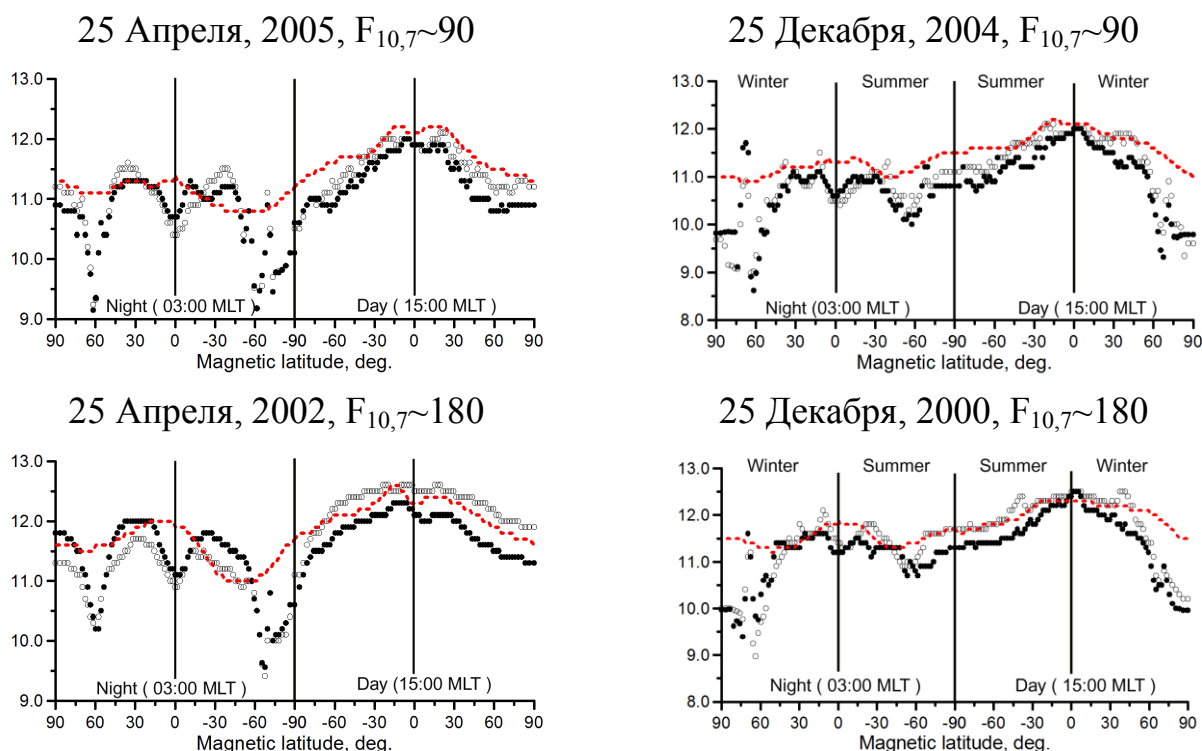 25 Апреля, 2005, F10,7~90
13.0
12.0
11.0
10.0
9.0
Night ( 03:00 MLT )
Day ( 15:00 MLT )
90 60 30 0 -30 -60 -90 -60 -30 0 30 60 90
Magnetic latitude, deg.
25 Декабря, 2004, F10,7~90
13.0
12.0
11.0
10.0
9.0
8.0
Winter Summer Summer Winter
Night (03:00 MLT )
Day ( 15:00 MLT )
90 60 30 0 -30 -60 -90 -60 -30 0 30 60 90
Magnetic latitude, deg.
25 Апреля, 2002, F10,7~180
13.0
12.0
11.0
10.0
9.0
Night ( 03:00 MLT )
Day (15:00 MLT )
90 60 30 0 -30 -60 -90 -60 -30 0 30 60 90
Magnetic latitude, deg.
25 Декабря, 2000, F10,7~180
13.0
12.0
11.0
10.0
9.0
8.0
Winter Summer Summer Winter
Night ( 03:00 MLT )
Day ( 15:00 MLT )
90 60 30 0 -30 -60 -90 -60 -30 0 30 60 90
Magnetic latitude, deg.